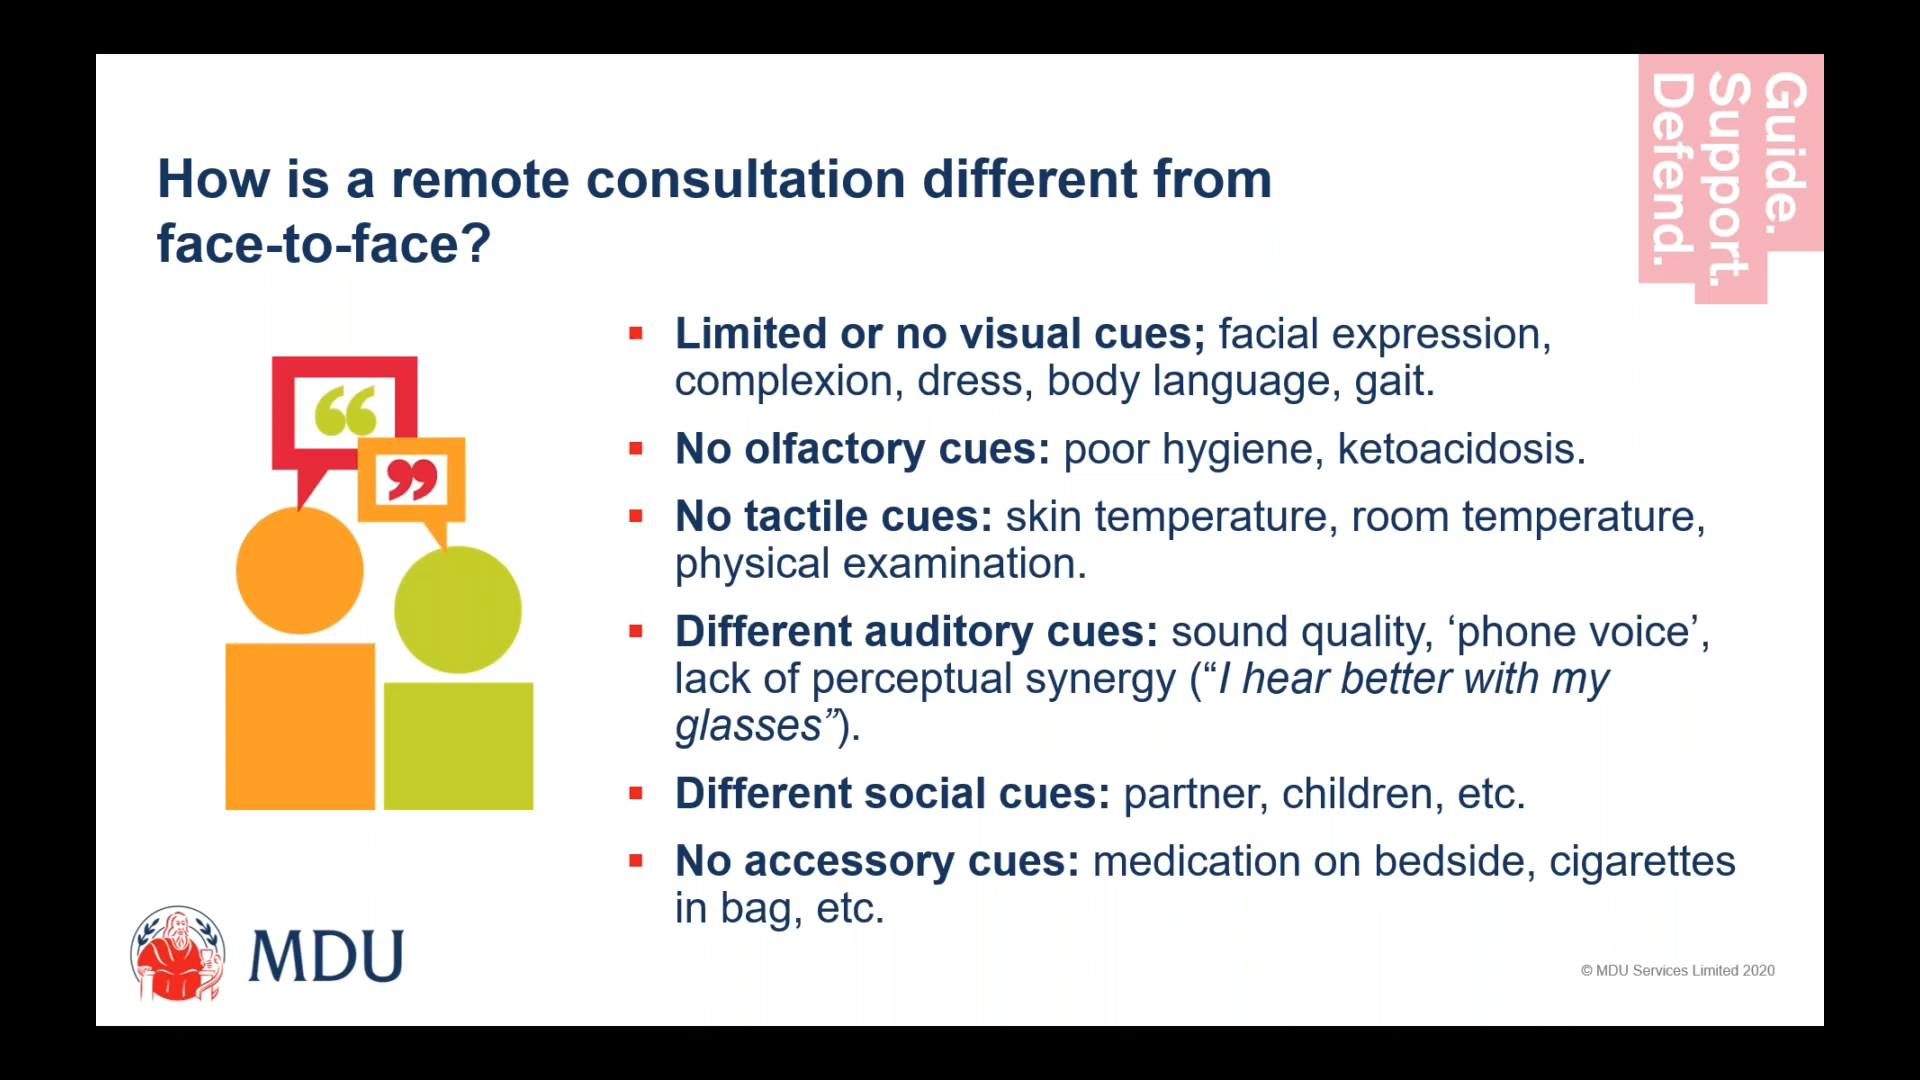 Guide.
Support.
Defend.
How is a remote consultation different from
face-to-face?
▪ Limited or no visual cues; facial expression,
complexion, dress, body language, gait.
▪ No olfactory cues: poor hygiene, ketoacidosis.
▪ No tactile cues: skin temperature, room temperature,
physical examination.
▪ Different auditory cues: sound quality, ‘phone voice’,
lack of perceptual synergy (“I hear better with my
glasses”).
▪ Different social cues: partner, children, etc.
▪ No accessory cues: medication on bedside, cigarettes
in bag, etc.
“
”
MDU
© MDU Services Limited 2020